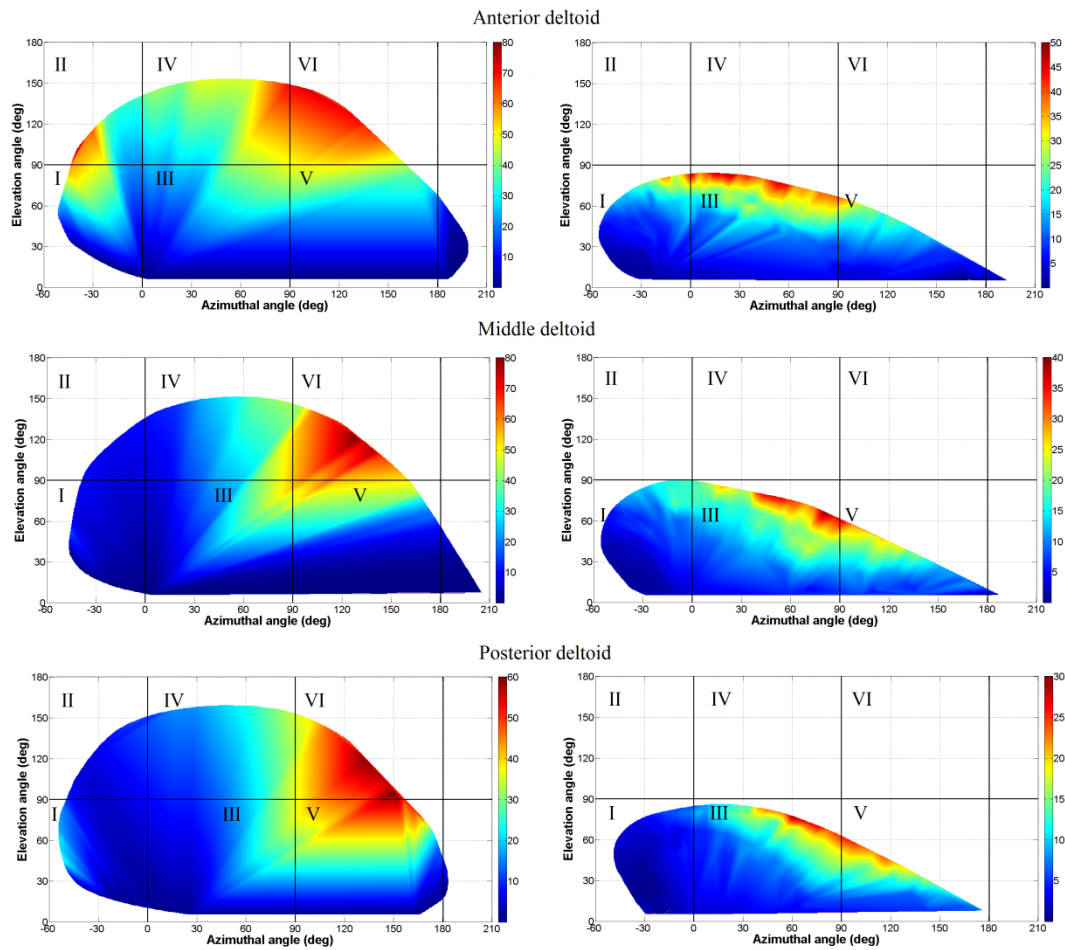 Anterior deltoid
180
150
120
90
60
30
0
Elevation angle (deg)
II
IV
VI
I
III
V
-60
-30
0
30
60
90
120
150
180
210
Azimuthal angle (deg)
80
70
60
50
40
30
20
10
180
150
120
90
60
30
0
Elevation angle (deg)
II
IV
VI
I
III
V
-60
-30
0
30
60
90
120
150
180
210
Azimuthal angle (deg)
50
45
40
35
30
25
20
15
10
5
0
Middle deltoid
180
150
120
90
60
30
0
Elevation angle (deg)
II
IV
VI
I
III
V
-60
-30
0
30
60
90
120
150
180
210
Azimuthal angle (deg)
80
70
60
50
40
30
20
10
180
150
120
90
60
30
0
Elevation angle (deg)
II
IV
VI
I
III
V
-60
-30
0
30
60
90
120
150
180
210
Azimuthal angle (deg)
40
35
30
25
20
15
10
5
0
Posterior deltoid
180
150
120
90
60
30
0
Elevation angle (deg)
II
IV
VI
I
III
V
-60
-30
0
30
60
90
120
150
180
210
Azimuthal angle (deg)
60
50
40
30
20
10
180
150
120
90
60
30
0
Elevation angle (deg)
II
IV
VI
I
III
V
-60
-30
0
30
60
90
120
150
180
210
Azimuthal angle (deg)
30
25
20
15
10
5
0